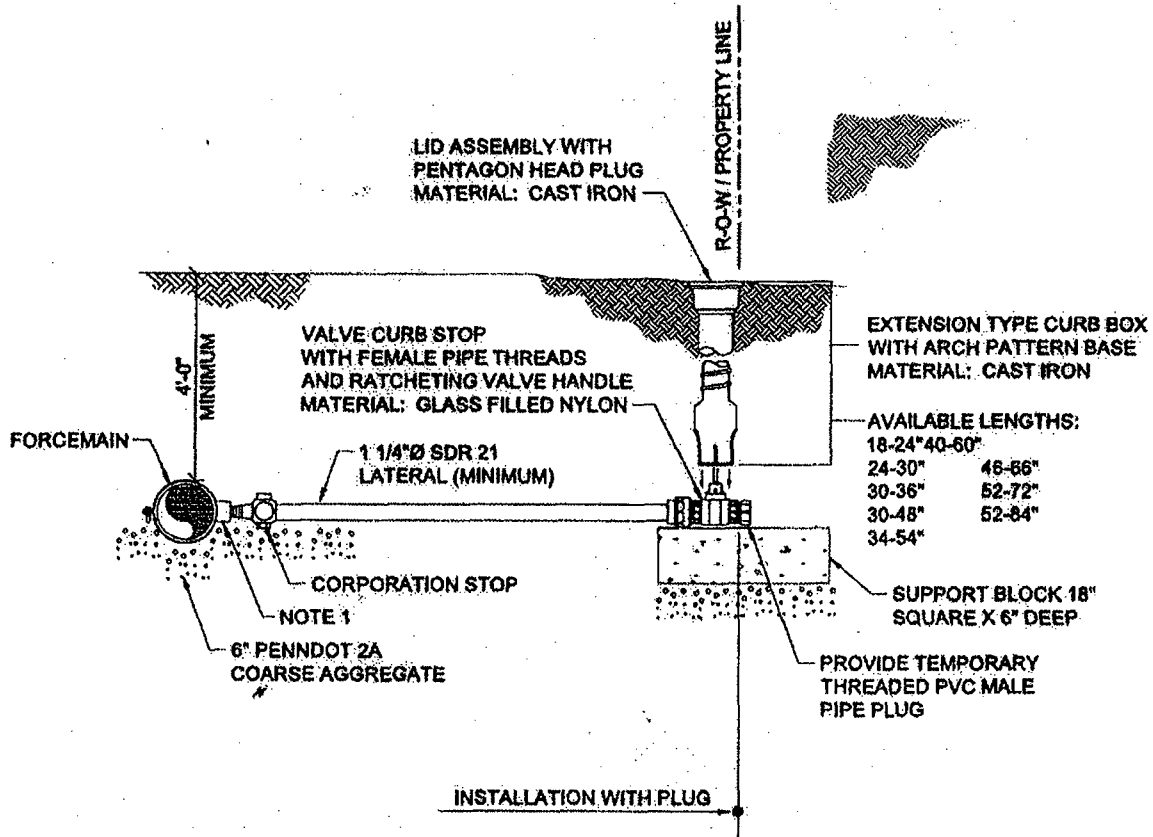 R-O-W / PROPERTY LINE
LID ASSEMBLY WITH
PENTAGON HEAD PLUG
MATERIAL: CAST IRON
4'-0"
MINIMUM
VALVE CURB STOP
WITH FEMALE PIPE THREADS
AND RATCHETING VALVE HANDLE
MATERIAL: GLASS FILLED NYLON
EXTENSION TYPE CURB BOX
WITH ARCH PATTERN BASE
MATERIAL: CAST IRON
AVAILABLE LENGTHS:
18-24" 40-60"
24-30" 46-66"
30-36" 52-72"
30-48" 52-84"
34-54"
FORCEMAIN
1 1/4"Ø SDR 21
LATERAL (MINIMUM)
CORPORATION STOP
NOTE 1
6" PENNDOT 2A
COARSE AGGREGATE
SUPPORT BLOCK 18"
SQUARE X 6" DEEP
PROVIDE TEMPORARY
THREADED PVC MALE
PIPE PLUG
INSTALLATION WITH PLUG